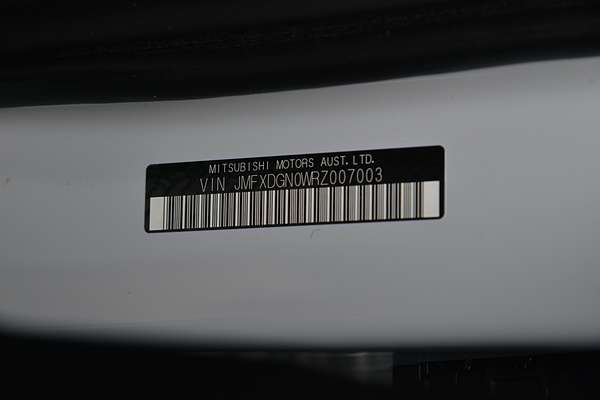 MITSUBISHI MOTORS AUST. LTD.
VIN JMFXDGN0WRZ007003